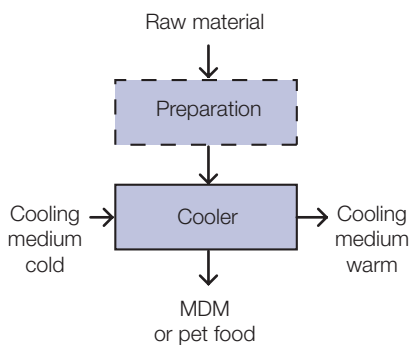 Raw material
Preparation
Cooling
medium
cold
Cooler
Cooling
medium
warm
MDM
or pet food